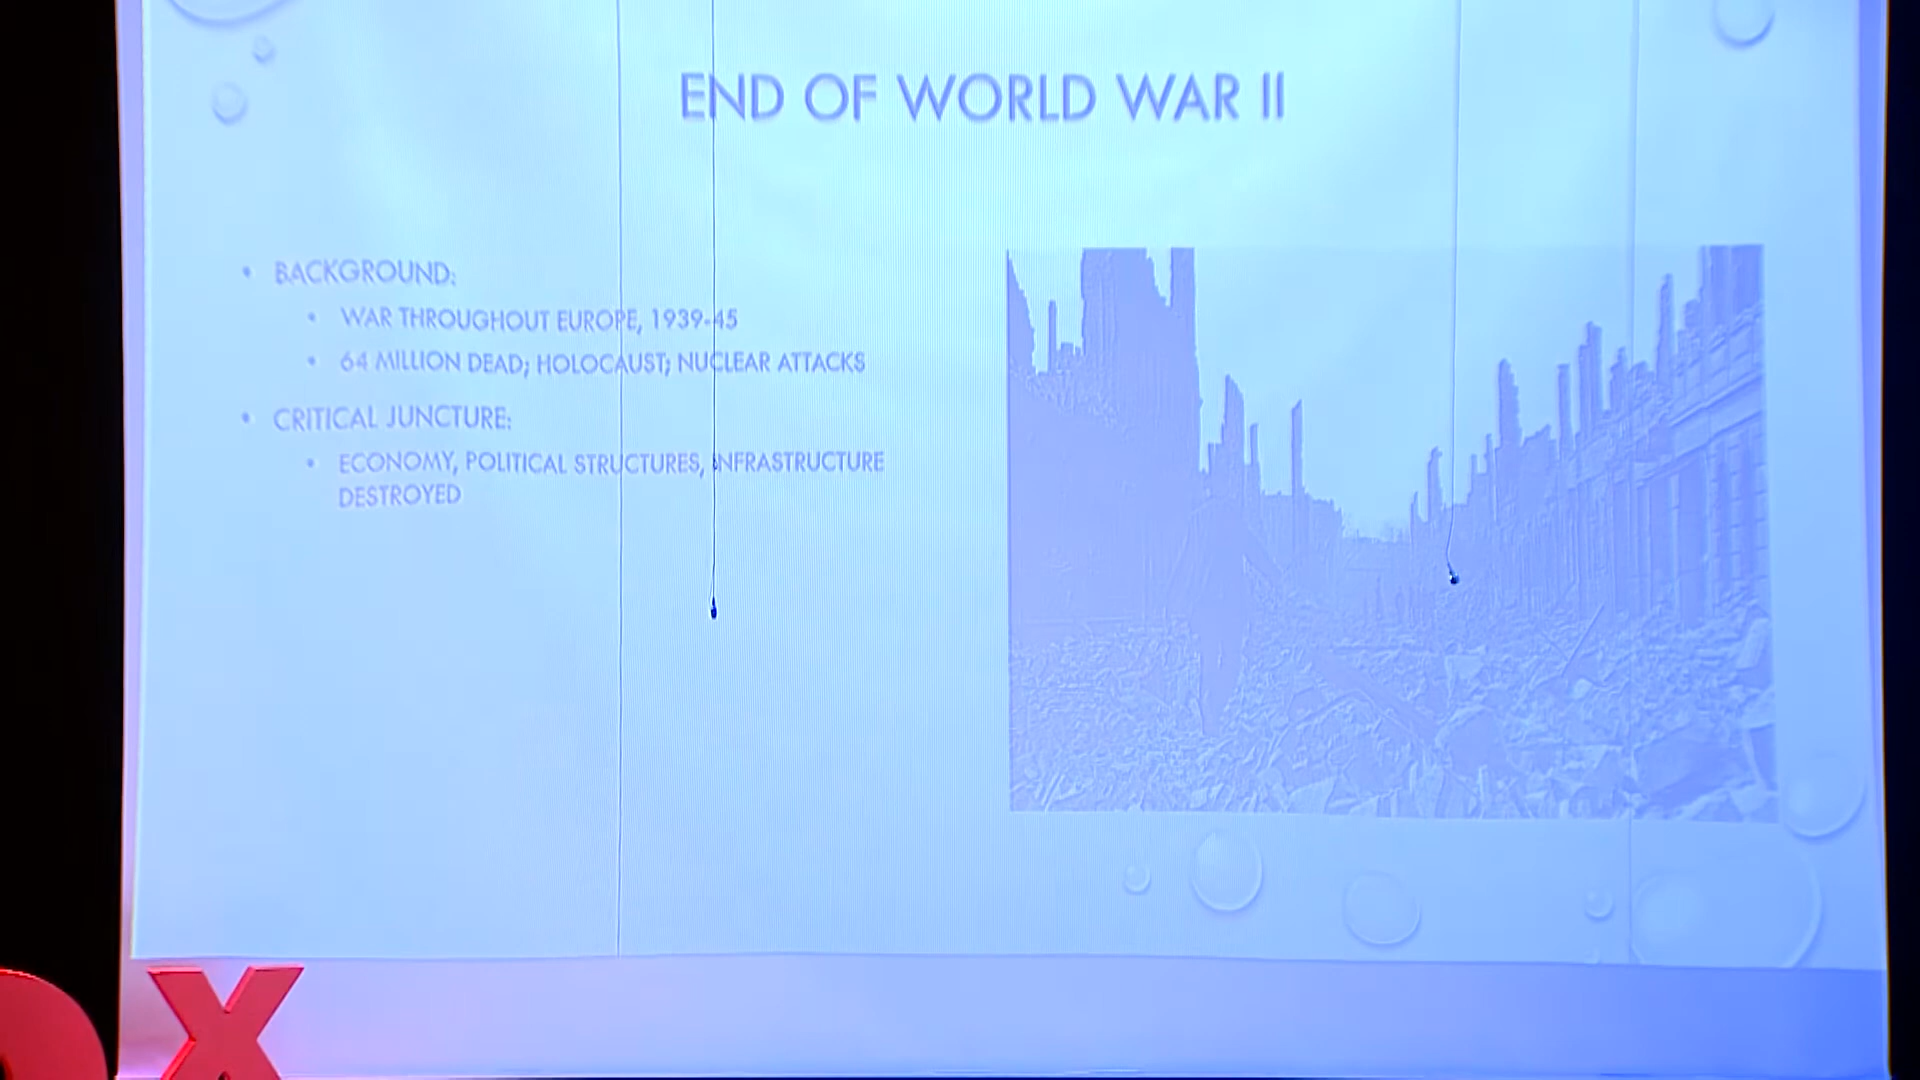 END OF WORLD WAR II
• BACKGROUND:
• WAR THROUGHOUT EUROPE, 1939-45
• 64 MILLION DEAD; HOLOCAUST; NUCLEAR ATTACKS
• CRITICAL JUNCTURE:
• ECONOMY, POLITICAL STRUCTURES, INFRASTRUCTURE
DESTROYED
X